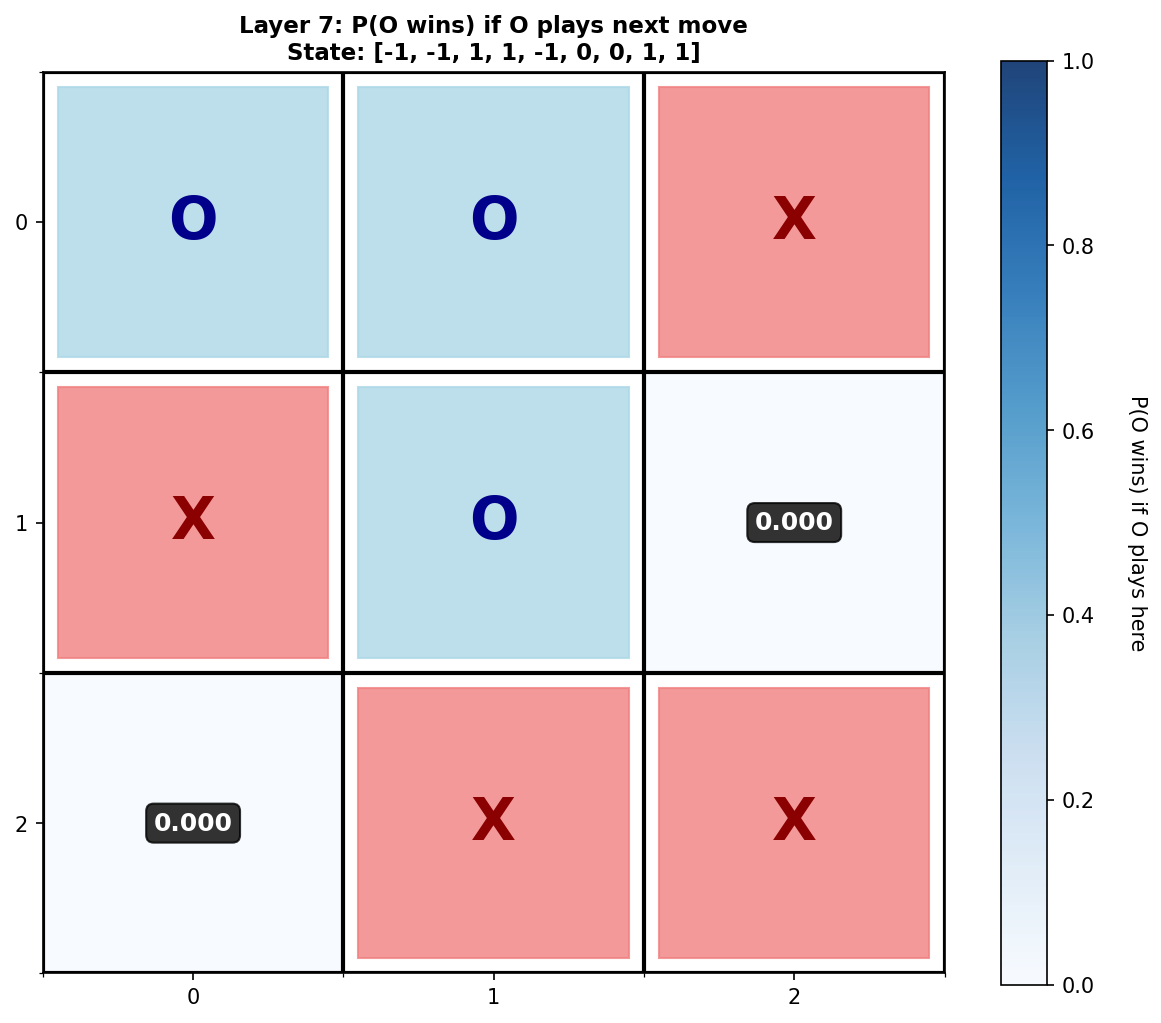 Layer 7: P(O wins) if O plays next move
State: [-1, -1, 1, 1, -1, 0, 0, 1, 1]
0
O
O
X
1
X
O
0.000
2
0.000
X
X
0
1
2
1.0
0.8
0.6
0.4
0.2
0.0
P(O wins) if O plays here